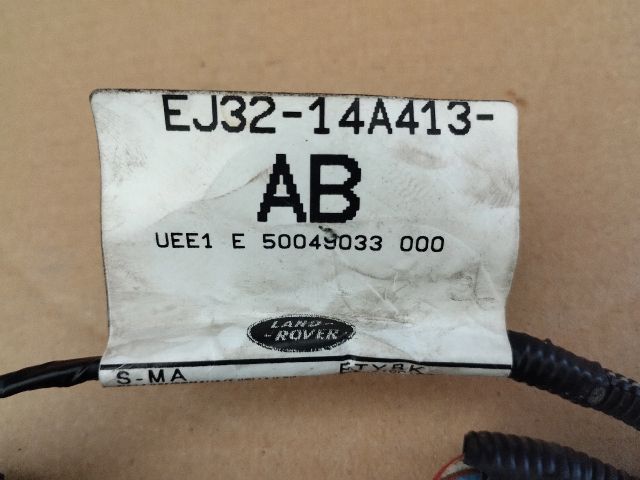 EJ32-14A413-
AB
UEE1 E 50049033 000
LAND-
-ROVER
S-MA